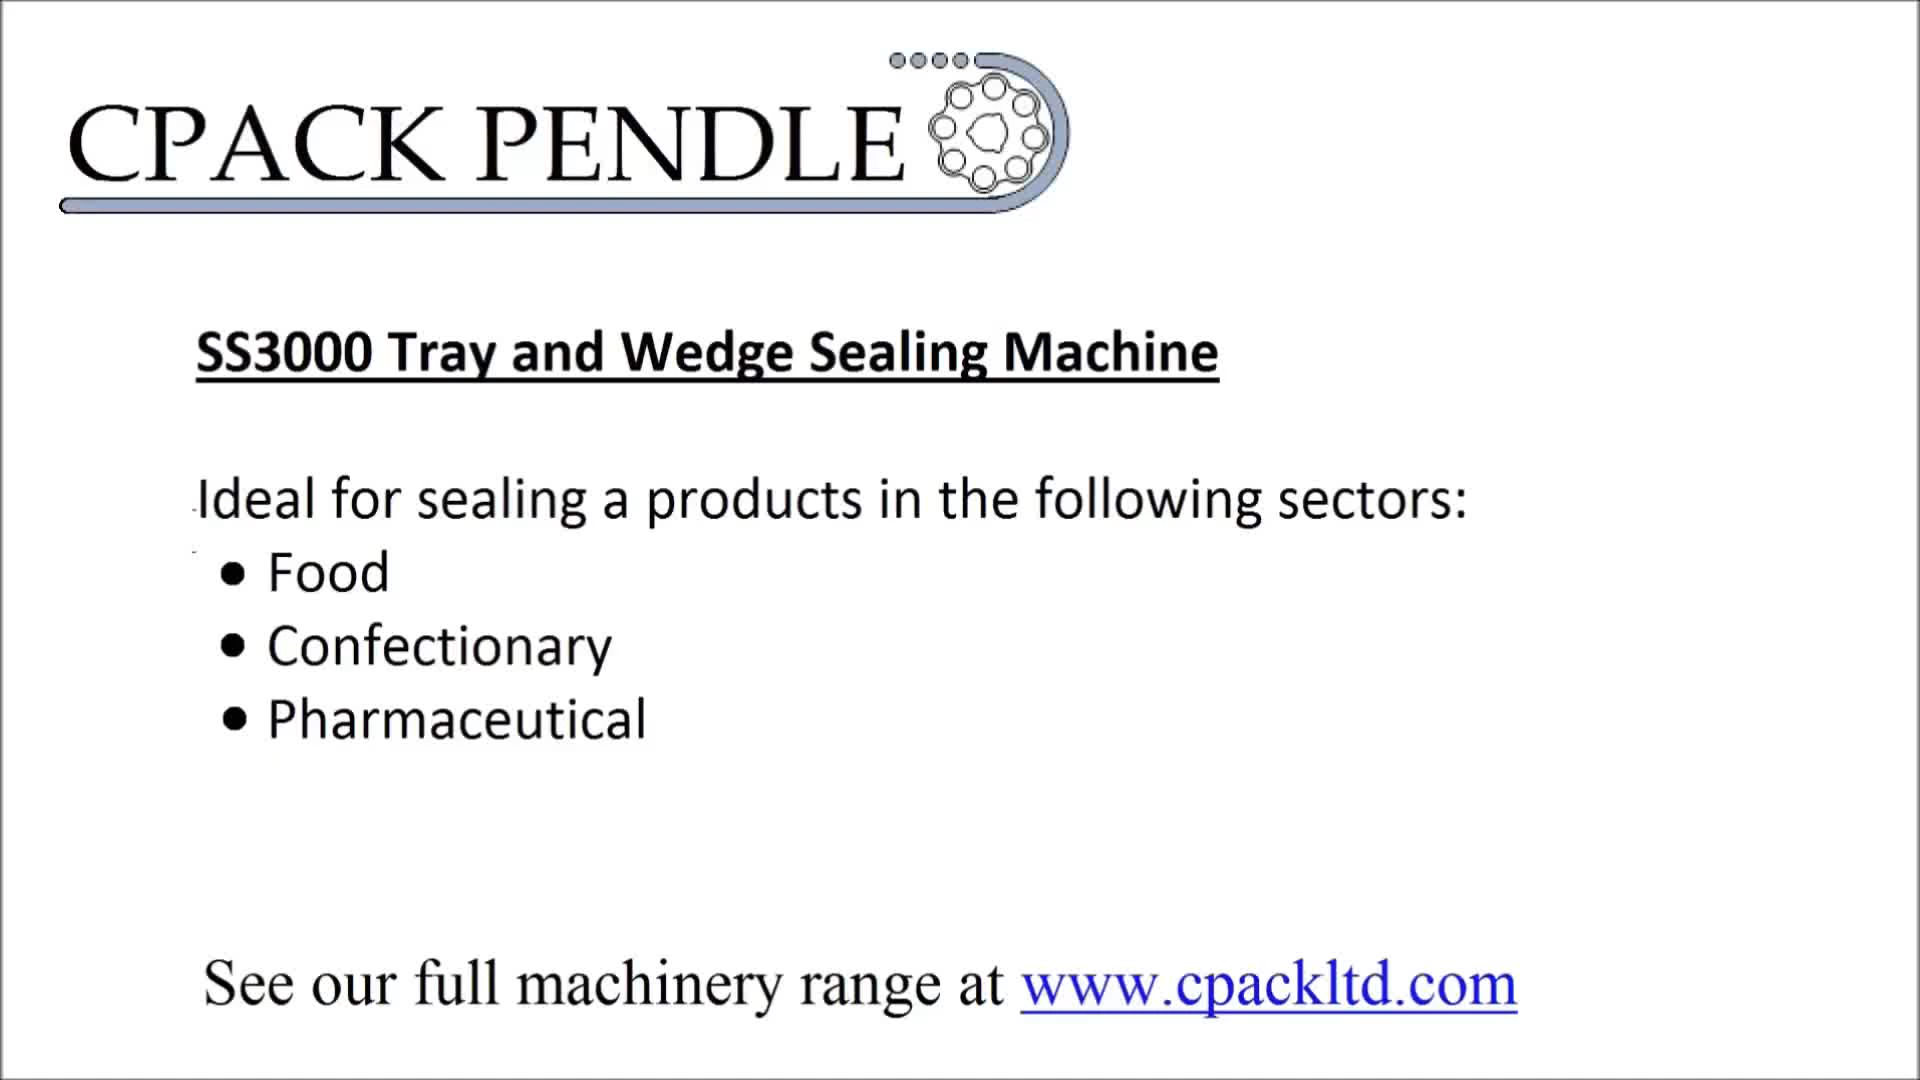 CPACK PENDLE
SS3000 Tray and Wedge Sealing Machine
Ideal for sealing a products in the following sectors:
• Food
• Confectionary
• Pharmaceutical
See our full machinery range at www.cpackltd.com